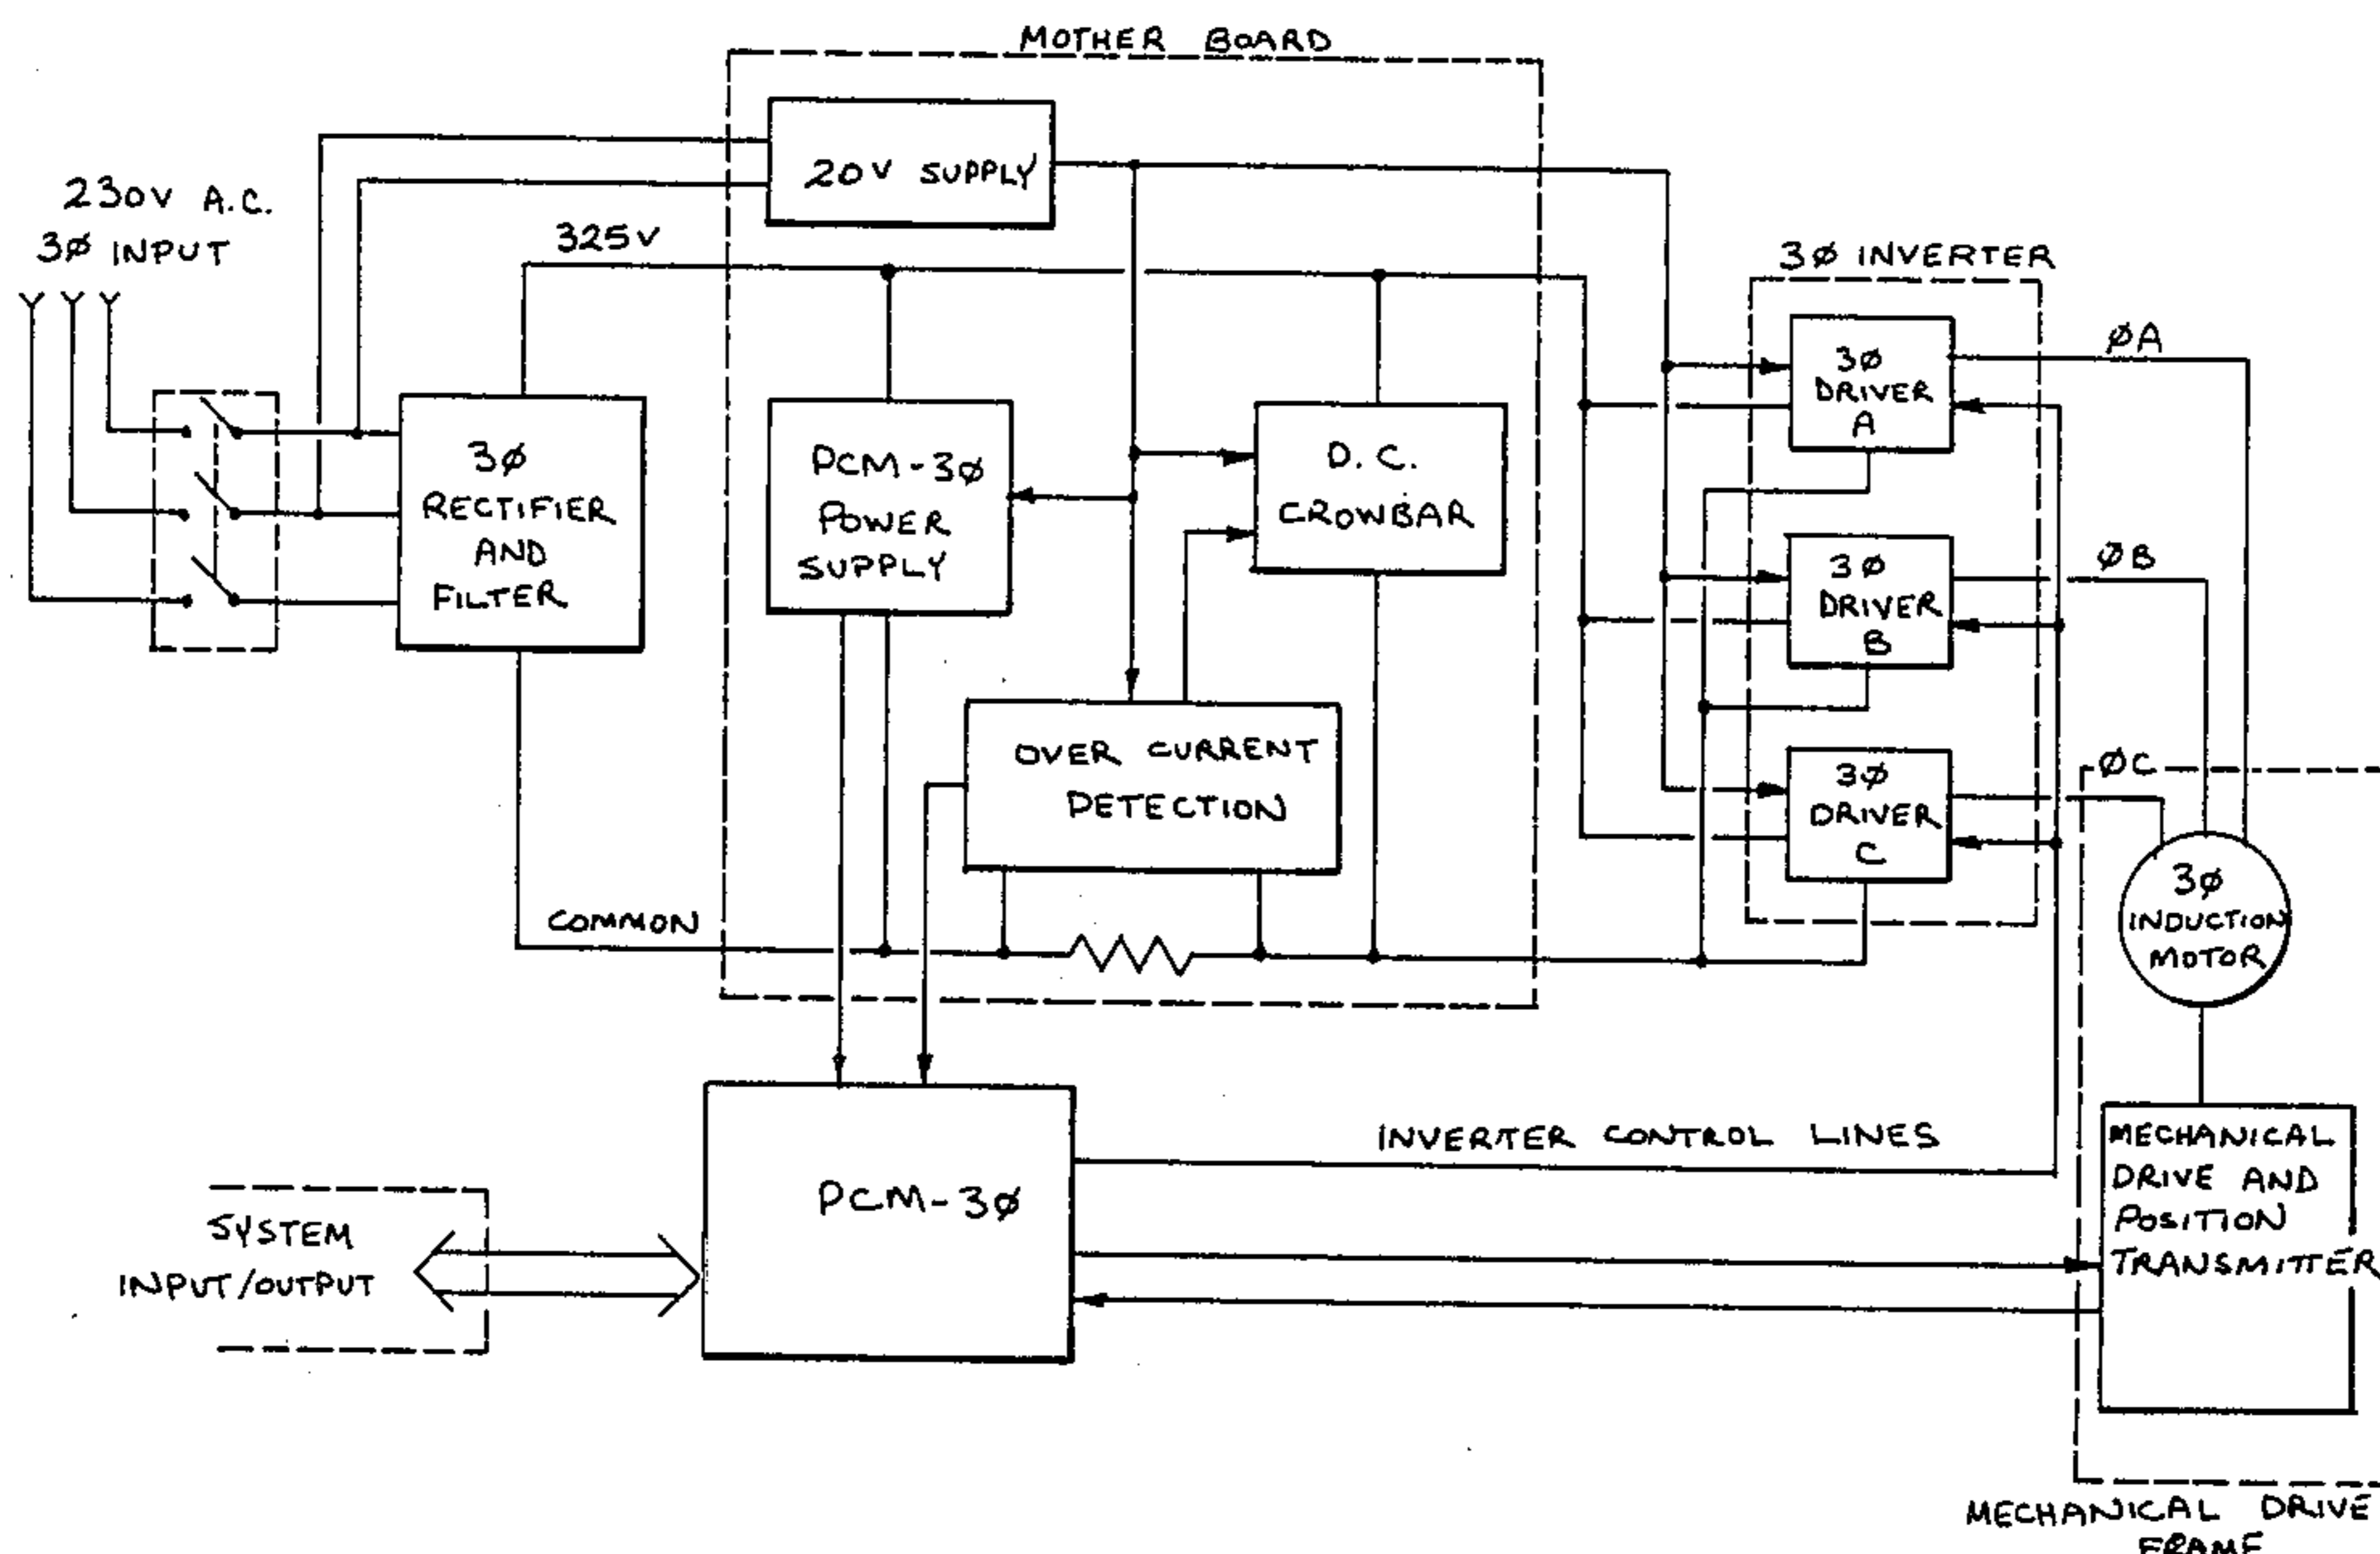 MOTHER BOARD
20V SUPPLY
230V A.C.
3Ø INPUT
325V
3Ø INVERTER
3Ø
DRIVER
A
ØA
3Ø
RECTIFIER
AND
FILTER
PCM-3Ø
POWER
SUPPLY
D.C.
CROWBAR
3Ø
DRIVER
B
ØB
OVER CURRENT
DETECTION
3Ø
DRIVER
C
ØC
COMMON
3Ø
INDUCTION
MOTOR
INVERTER CONTROL LINES
PCM-3Ø
MECHANICAL
DRIVE AND
POSITION
TRANSMITTER
SYSTEM
INPUT/OUTPUT
MECHANICAL DRIVE
FRAME